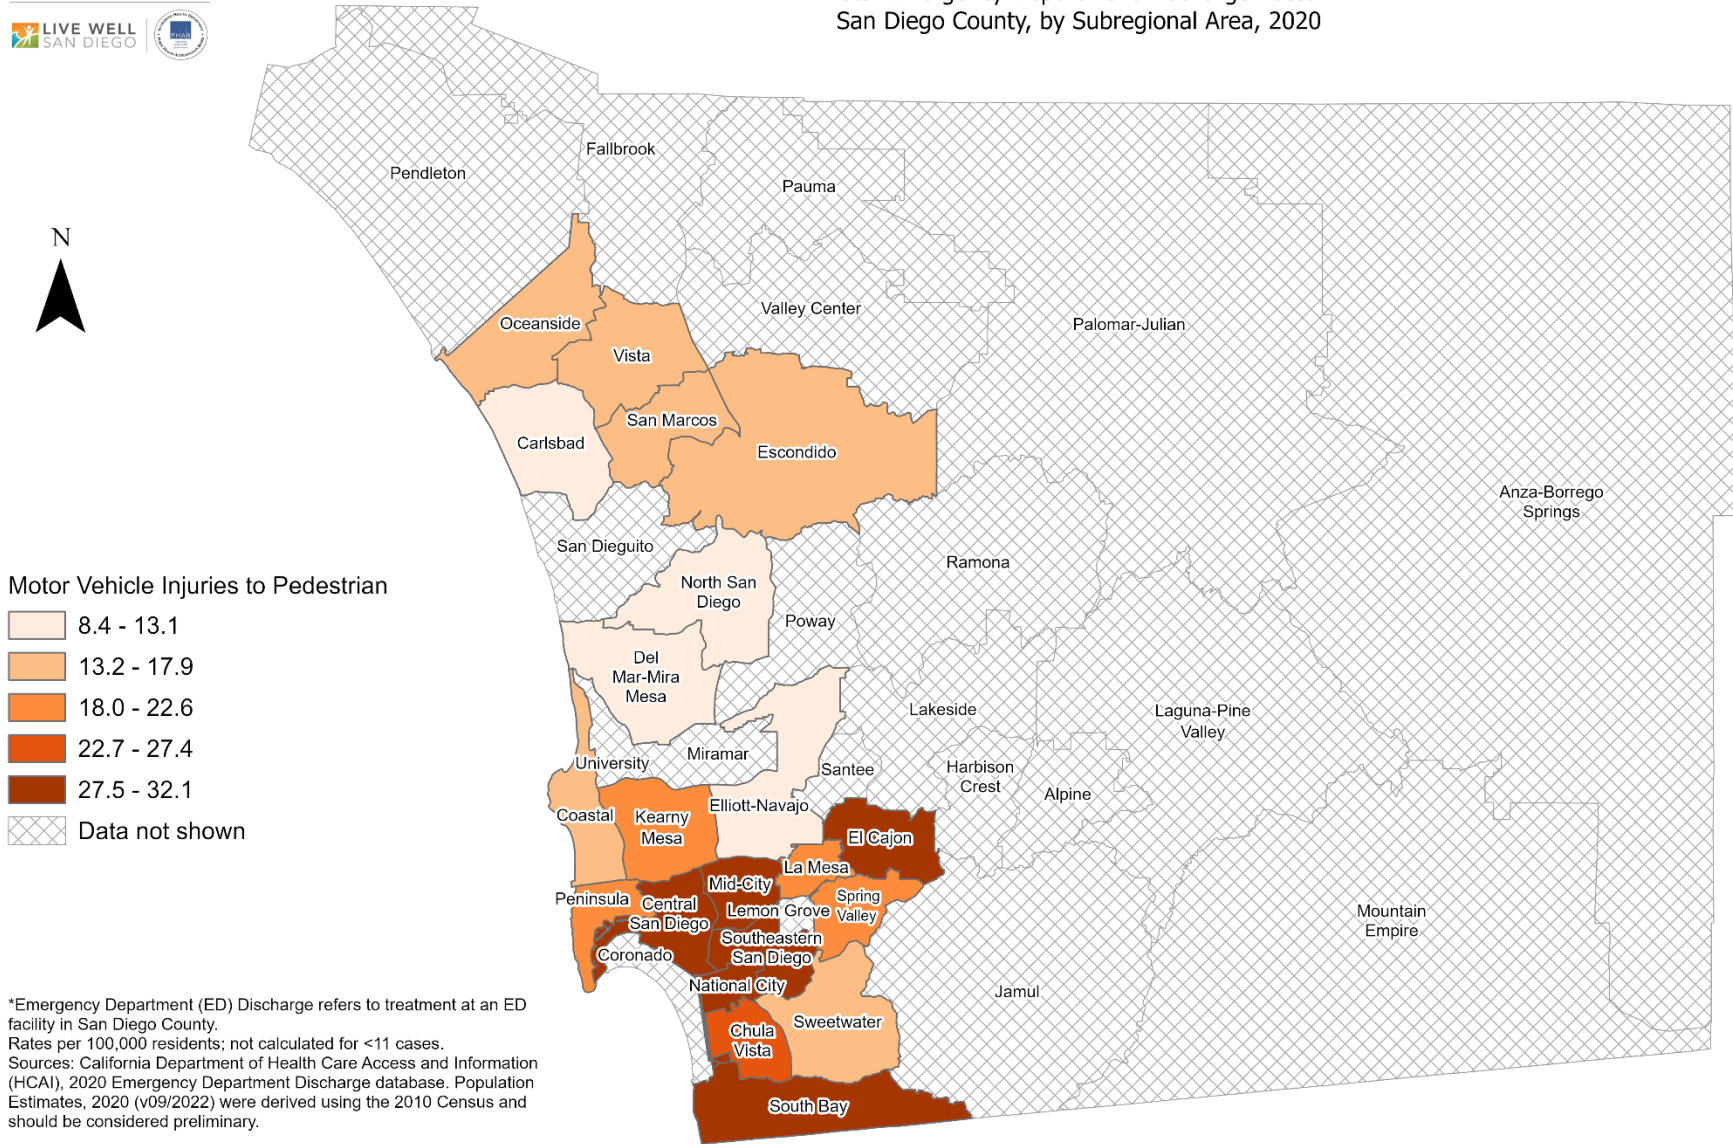 LIVE WELL
SAN DIEGO
PHAB
San Diego County, by Subregional Area, 2020
N
Pendleton
Fallbrook
Pauma
Valley Center
Palomar-Julian
Oceanside
Vista
San Marcos
Carlsbad
Escondido
Anza-Borrego
Springs
San Dieguito
Ramona
North San
Diego
Poway
Del
Mar-Mira
Mesa
Lakeside
Laguna-Pine
Valley
Miramar
University
Santee
Harbison
Crest
Alpine
Coastal
Kearny
Mesa
Elliott-Navajo
El Cajon
La Mesa
Mid-City
Peninsula
Central
San Diego
Lemon Grove
Spring
Valley
Mountain
Empire
Southeastern
San Diego
Coronado
National City
Jamul
Chula
Vista
Sweetwater
South Bay
Motor Vehicle Injuries to Pedestrian
8.4 - 13.1
13.2 - 17.9
18.0 - 22.6
22.7 - 27.4
27.5 - 32.1
Data not shown
*Emergency Department (ED) Discharge refers to treatment at an ED
facility in San Diego County.
Rates per 100,000 residents; not calculated for <11 cases.
Sources: California Department of Health Care Access and Information
(HCAI), 2020 Emergency Department Discharge database. Population
Estimates, 2020 (v09/2022) were derived using the 2010 Census and
should be considered preliminary.